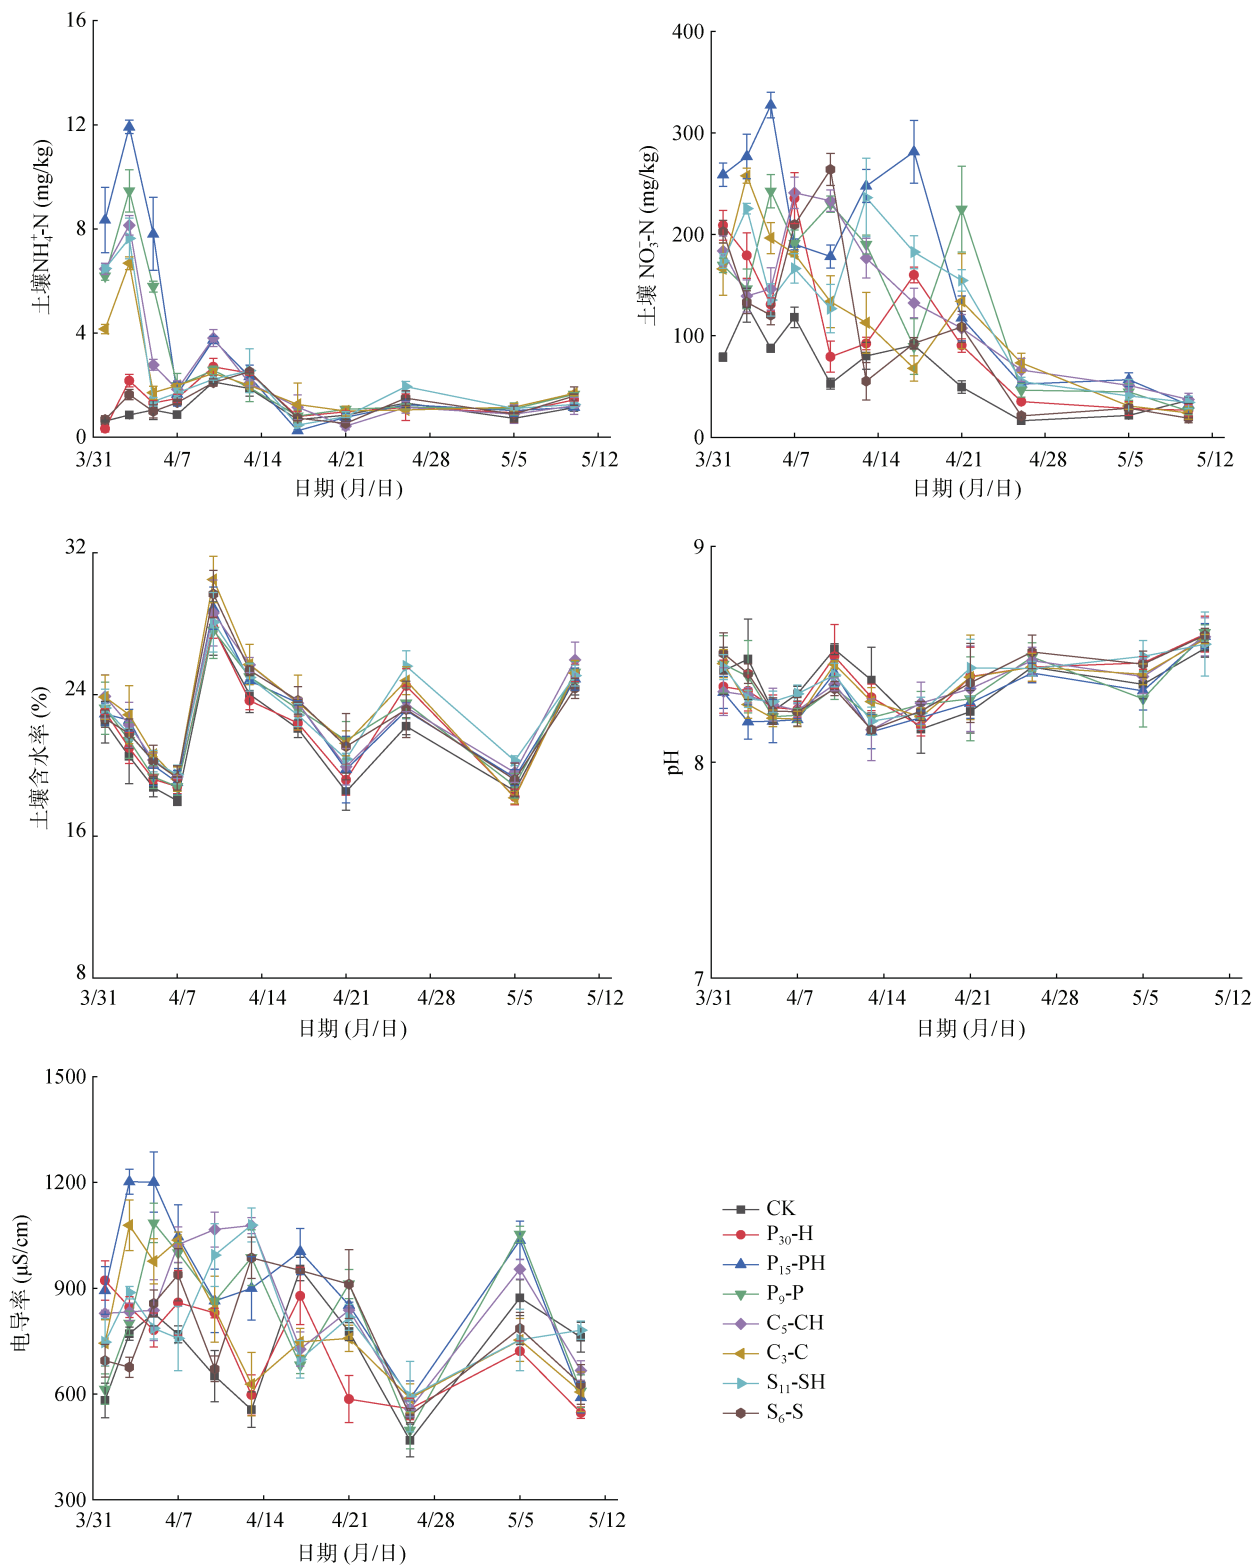 16
12
8
4
0
土壤NH₄⁺-N (mg/kg)
3/31 4/7 4/14 4/21 4/28 5/5 5/12
日期 (月/日)
400
300
200
100
0
土壤 NO₃⁻-N (mg/kg)
3/31 4/7 4/14 4/21 4/28 5/5 5/12
日期 (月/日)
32
24
16
8
土壤含水率 (%)
3/31 4/7 4/14 4/21 4/28 5/5 5/12
日期 (月/日)
9
8
7
pH
3/31 4/7 4/14 4/21 4/28 5/5 5/12
日期 (月/日)
1500
1200
900
600
300
电导率 (μS/cm)
3/31 4/7 4/14 4/21 4/28 5/5 5/12
日期 (月/日)
CK
P₃₀-H
P₁₅-PH
P₉-P
C₅-CH
C₃-C
S₁₁-SH
S₆-S